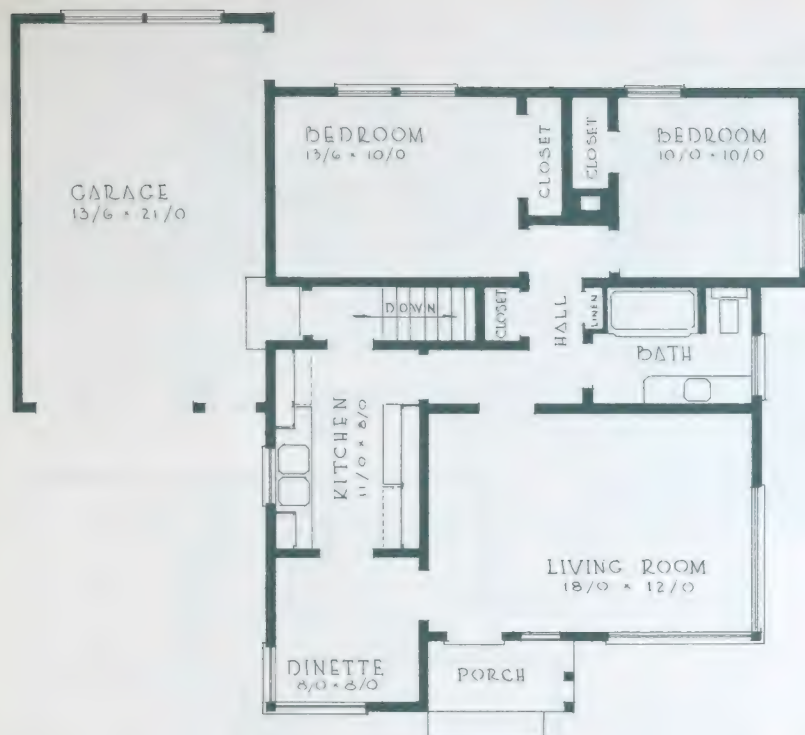 BEDROOM
13/6 × 10/0
CLOSET
CLOSET
BEDROOM
10/0 × 10/0
GARAGE
13/6 × 21/0
DOWN
CLOSET
HALL
LINEN
BATH
KITCHEN
11/0 × 8/0
LIVING ROOM
18/0 × 12/0
DINETTE
8/0 × 8/0
PORCH